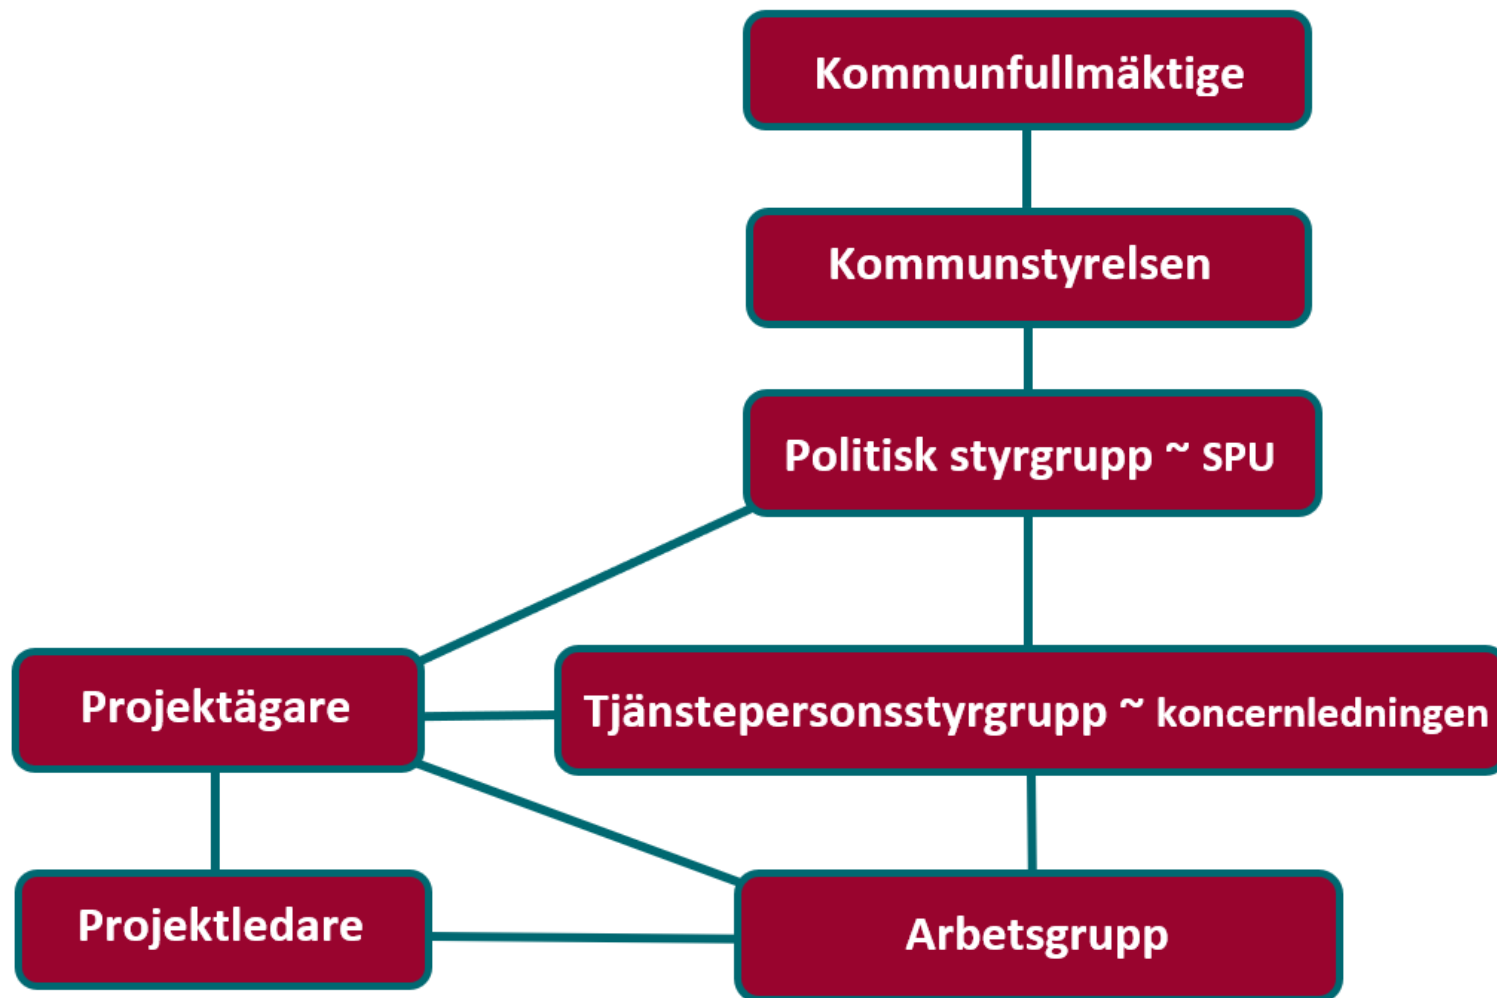 Kommunfullmäktige
Kommunstyrelsen
Politisk styrgrupp ~ SPU
Projektägare
Tjänstepersonsstyrgrupp ~ koncernledningen
Projektledare
Arbetsgrupp